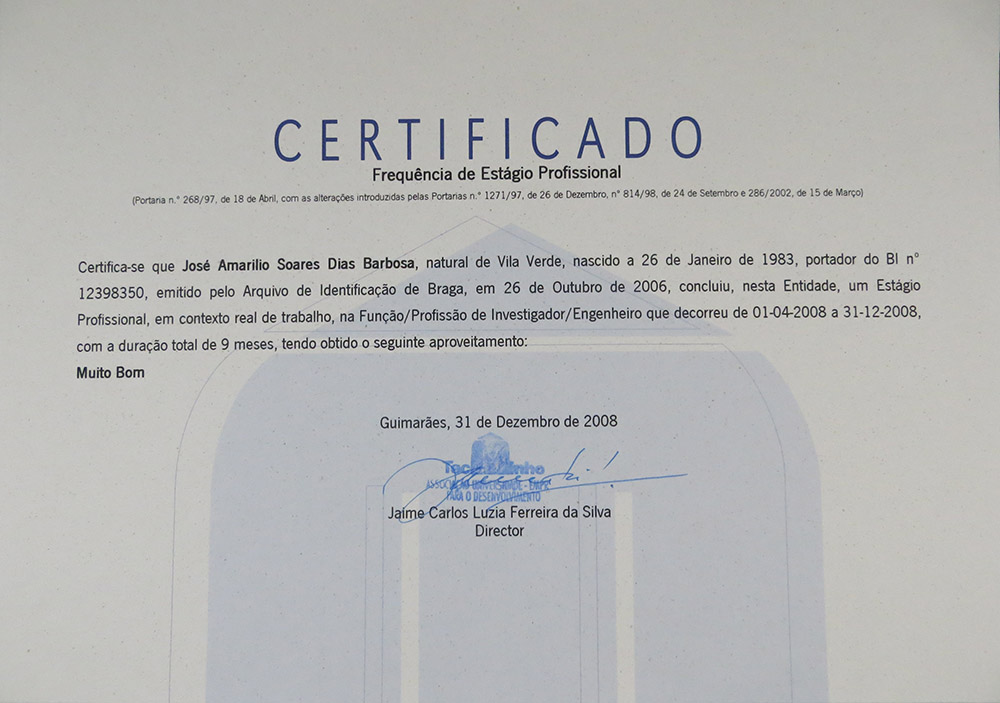 CERTIFICADO
Frequência de Estágio Profissional
(Portaria n.° 268/97, de 18 de Abril, com as alterações introduzidas pelas Portarias n.° 1271/97, de 26 de Dezembro, n° 814/98, de 24 de Setembro e 286/2002, de 15 de Março)
Certifica-se que José Amarilio Soares Dias Barbosa, natural de Vila Verde, nascido a 26 de Janeiro de 1983, portador do BI n°
12398350, emitido pelo Arquivo de Identificação de Braga, em 26 de Outubro de 2006, concluiu, nesta Entidade, um Estágio
Profissional, em contexto real de trabalho, na Função/Profissão de Investigador/Engenheiro que decorreu de 01-04-2008 a 31-12-2008,
com a duração total de 9 meses, tendo obtido o seguinte aproveitamento:
Muito Bom
Guimarães, 31 de Dezembro de 2008
PARA O DESENVOLVIMENTO
Jaime Carlos Luzia Ferreira da Silva
Director